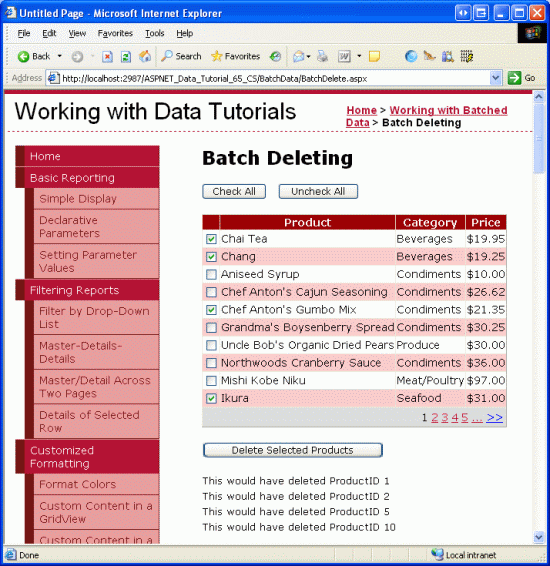 Untitled Page - Microsoft Internet Explorer
File Edit View Favorites Tools Help
Back Search Favorites
Address http://localhost:2987/ASPNET_Data_Tutorial_65_CS/BatchData/BatchDelete.aspx Go
Working with Data Tutorials
Home > Working with Batched
Data > Batch Deleting
Home
Basic Reporting
Simple Display
Declarative
Parameters
Setting Parameter
Values
Filtering Reports
Filter by Drop-Down
List
Master-Details-
Details
Master/Detail Across
Two Pages
Details of Selected
Row
Customized
Formatting
Format Colors
Custom Content in a
GridView
Custom Content in a
Batch Deleting
Check All Uncheck All
Product Category Price
Chai Tea Beverages $19.95
Chang Beverages $19.25
Aniseed Syrup Condiments $10.00
Chef Anton's Cajun Seasoning Condiments $26.62
Chef Anton's Gumbo Mix Condiments $21.35
Grandma's Boysenberry Spread Condiments $30.25
Uncle Bob's Organic Dried Pears Produce $30.00
Northwoods Cranberry Sauce Condiments $36.00
Mishi Kobe Niku Meat/Poultry $97.00
Ikura Seafood $31.00
1 2 3 4 5 ... >>
Delete Selected Products
This would have deleted ProductID 1
This would have deleted ProductID 2
This would have deleted ProductID 5
This would have deleted ProductID 10
Done Local intranet